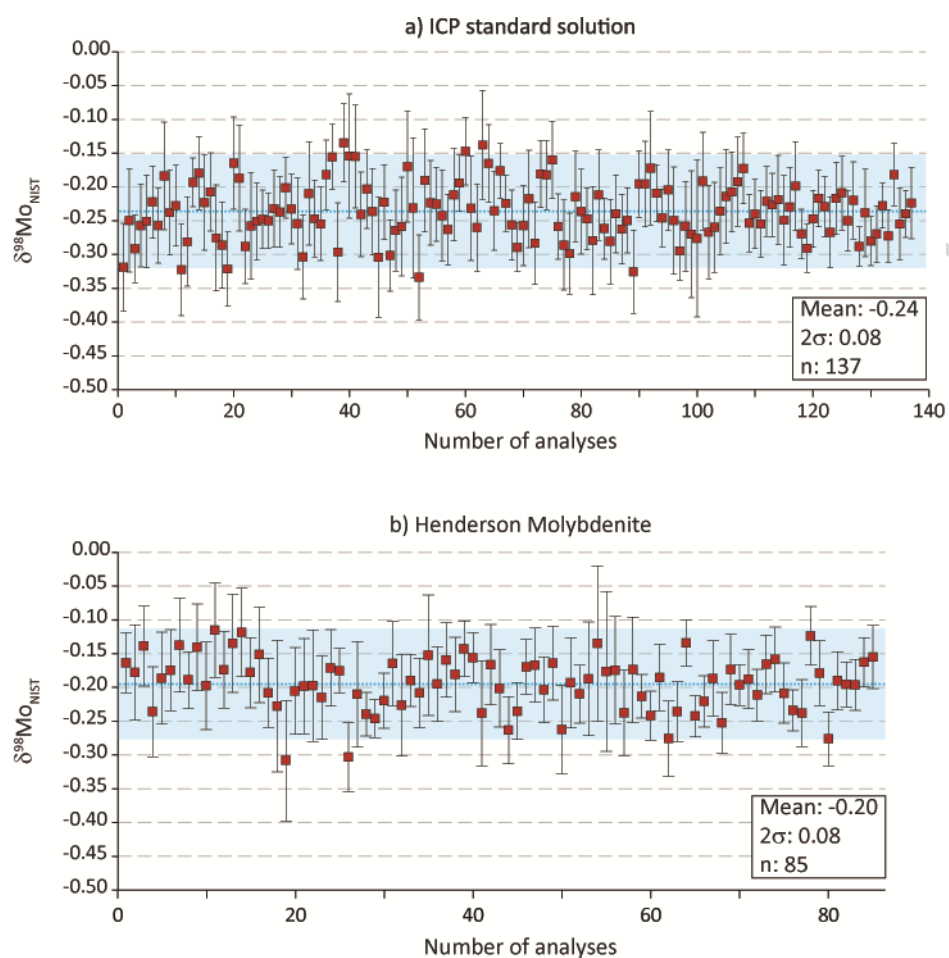 a) ICP standard solution
0.00
-0.05
-0.10
-0.15
-0.20
-0.25
-0.30
-0.35
-0.40
-0.45
-0.50
δ98MoNIST
Mean: -0.24
2σ: 0.08
n: 137
0 20 40 60 80 100 120 140
Number of analyses
b) Henderson Molybdenite
0.00
-0.05
-0.10
-0.15
-0.20
-0.25
-0.30
-0.35
-0.40
-0.45
-0.50
δ98MoNIST
Mean: -0.20
2σ: 0.08
n: 85
0 20 40 60 80
Number of analyses